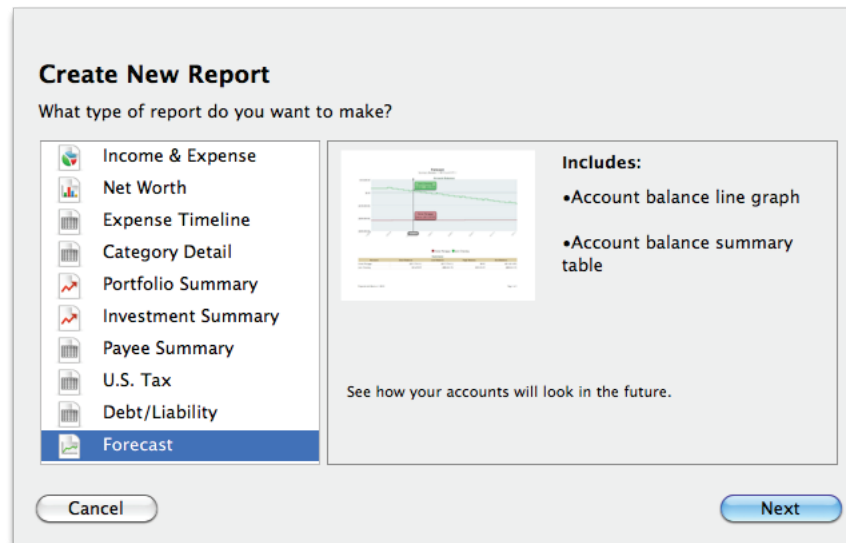 Create New Report
What type of report do you want to make?
Income & Expense
Net Worth
Expense Timeline
Category Detail
Portfolio Summary
Investment Summary
Payee Summary
U.S. Tax
Debt/Liability
Forecast
Includes:
•Account balance line graph
•Account balance summary
table
See how your accounts will look in the future.
Cancel
Next